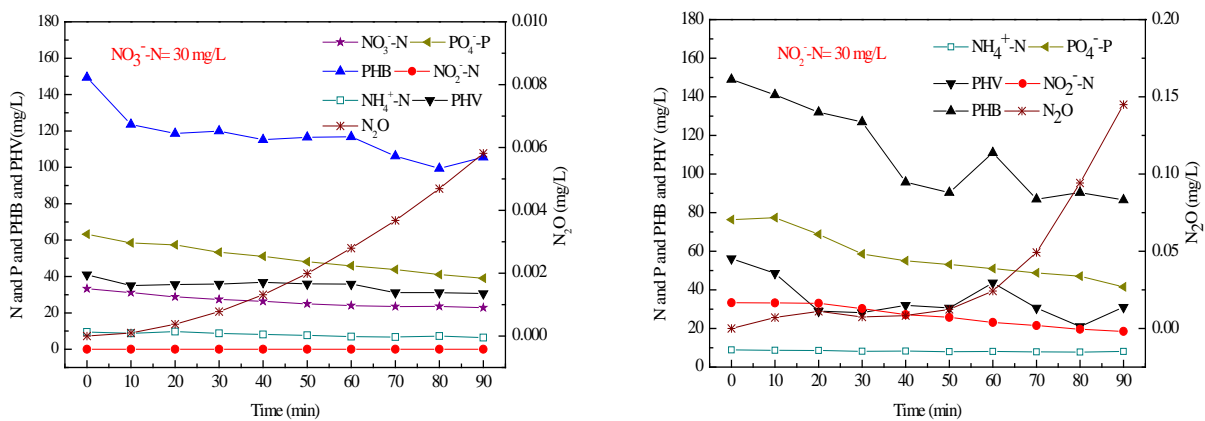 180
160
140
120
100
80
60
40
20
0
N and P and PHB and PHV(mg/L)
NO₃⁻-N= 30 mg/L
NO₃⁻-N PO₄⁻-P
PHB NO₂⁻-N
NH₄⁺-N PHV
N₂O
0.010
0.008
0.006
0.004
0.002
0.000
N₂O (mg/L)
0 10 20 30 40 50 60 70 80 90
Time (min)
180
160
140
120
100
80
60
40
20
0
N and P and PHB and PHV (mg/L)
NO₂⁻-N= 30 mg/L
NH₄⁺-N PO₄⁻-P
PHV NO₂⁻-N
PHB N₂O
0.20
0.15
0.10
0.05
0.00
N₂O (mg/L)
0 10 20 30 40 50 60 70 80 90
Time (min)